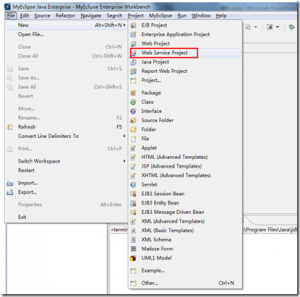 MyEclipse Java Enterprise - MyEclipse Enterprise Workbench
File Edit Source Refactor Navigate Search Project MyEclipse Run Window Help
New Alt+Shift+N
Open File...
Close Ctrl+W
Close All Ctrl+Shift+W
Save Ctrl+S
Save As...
Save All Ctrl+Shift+S
Revert
Move...
Rename... F2
Refresh F5
Convert Line Delimiters To
Print... Ctrl+P
Switch Workspace
Restart
Import...
Export...
Properties Alt+Enter
Exit
EJB Project
Enterprise Application Project
Web Project
Web Service Project
Java Project
Report Web Project
Project...
Package
Class
Interface
Source Folder
Folder
File
Applet
HTML (Advanced Templates)
JSP (Advanced Templates)
XHTML (Advanced Templates)
Servlet
EJB3 Session Bean
EJB3 Entity Bean
EJB3 Message Driven Bean
XML (Advanced Templates)
XML (Basic Templates)
XML Schema
Matisse Form
UML1 Model
Example...
Other... Ctrl+N
<term
\Program Files\Java\jd